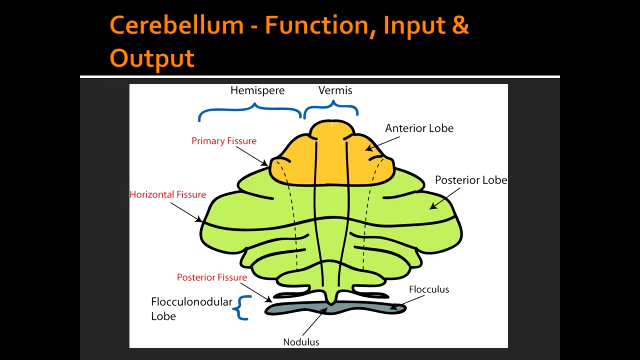 Cerebellum - Function, Input &
Output
Hemispere
Vermis
Anterior Lobe
Primary Fissure
Posterior Lobe
Horizontal Fissure
Posterior Fissure
Flocculus
Flocculonodular
Lobe
Nodulus